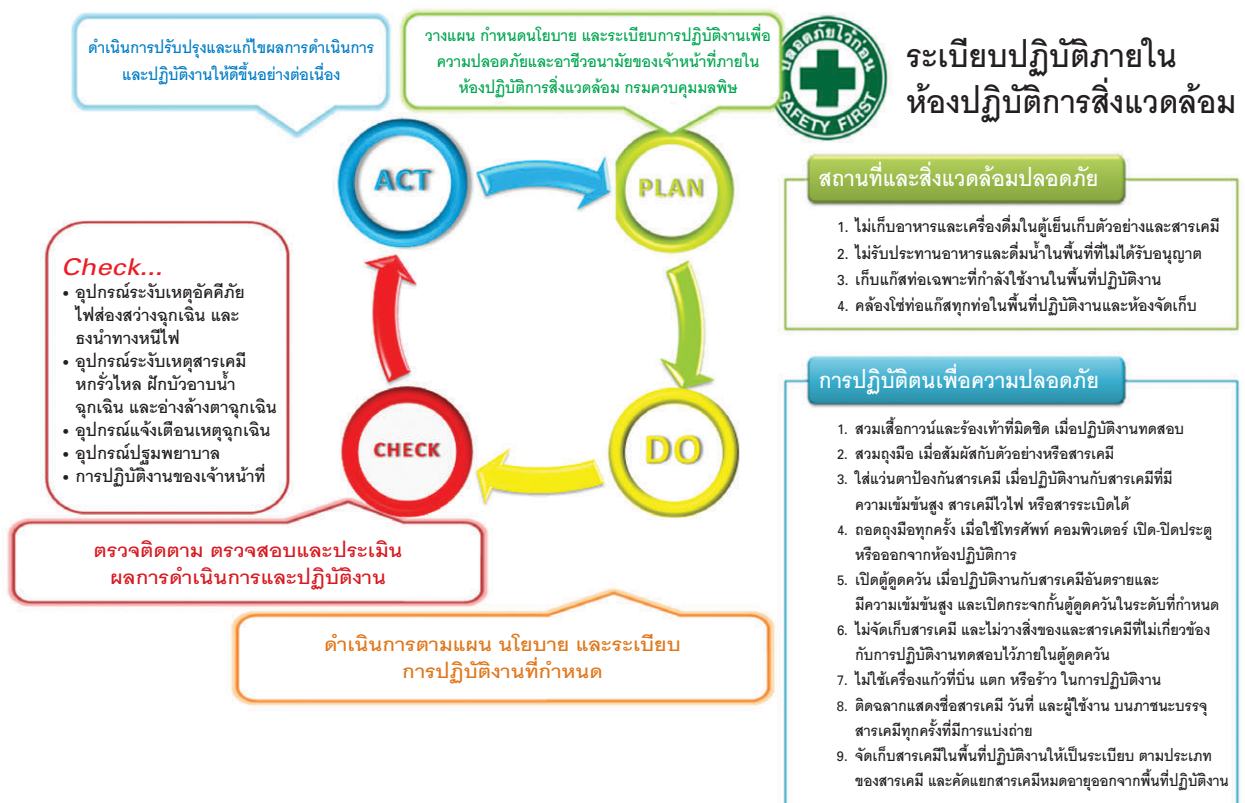 ดำเนินการปรับปรุงและแก้ไขผลการดำเนินการ
และปฏิบัติงานให้ดีขึ้นอย่างต่อเนื่อง
วางแผน กำหนดนโยบาย และระเบียบการปฏิบัติงานเพื่อ
ความปลอดภัยและอาชีวอนามัยของเจ้าหน้าที่ภายใน
ห้องปฏิบัติการสิ่งแวดล้อม กรมควบคุมมลพิษ
ปลอดภัยไว้ก่อน
SAFETY FIRST
ระเบียบปฏิบัติภายใน
ห้องปฏิบัติการสิ่งแวดล้อม
ACT
PLAN
DO
CHECK
Check...
• อุปกรณ์ระงับเหตุอัคคีภัย
ไฟส่องสว่างฉุกเฉิน และ
ธงนำทางหนีไฟ
• อุปกรณ์ระงับเหตุสารเคมี
หกรั่วไหล ฝักบัวอาบน้ำ
ฉุกเฉิน และอ่างล้างตาฉุกเฉิน
• อุปกรณ์แจ้งเตือนเหตุฉุกเฉิน
• อุปกรณ์ปฐมพยาบาล
• การปฏิบัติงานของเจ้าหน้าที่
ตรวจติดตาม ตรวจสอบและประเมิน
ผลการดำเนินการและปฏิบัติงาน
ดำเนินการตามแผน นโยบาย และระเบียบ
การปฏิบัติงานที่กำหนด
สถานที่และสิ่งแวดล้อมปลอดภัย
1. ไม่เก็บอาหารและเครื่องดื่มในตู้เย็นเก็บตัวอย่างและสารเคมี
2. ไม่รับประทานอาหารและดื่มน้ำในพื้นที่ที่ไม่ได้รับอนุญาต
3. เก็บแก๊สท่อเฉพาะที่กำลังใช้งานในพื้นที่ปฏิบัติงาน
4. คล้องโซ่ท่อแก๊สทุกท่อในพื้นที่ปฏิบัติงานและห้องจัดเก็บ
การปฏิบัติตนเพื่อความปลอดภัย
1. สวมเสื้อกาวน์และร้องเท้าที่มิดชิด เมื่อปฏิบัติงานทดสอบ
2. สวมถุงมือ เมื่อสัมผัสกับตัวอย่างหรือสารเคมี
3. ใส่แว่นตาป้องกันสารเคมี เมื่อปฏิบัติงานกับสารเคมีที่มี
ความเข้มข้นสูง สารเคมีไวไฟ หรือสารระเบิดได้
4. ถอดถุงมือทุกครั้ง เมื่อใช้โทรศัพท์ คอมพิวเตอร์ เปิด-ปิดประตู
หรือออกจากห้องปฏิบัติการ
5. เปิดตู้ดูดควัน เมื่อปฏิบัติงานกับสารเคมีอันตรายและ
มีความเข้มข้นสูง และเปิดกระจกกั้นตู้ดูดควันในระดับที่กำหนด
6. ไม่จัดเก็บสารเคมี และไม่วางสิ่งของและสารเคมีที่ไม่เกี่ยวข้อง
กับการปฏิบัติงานทดสอบไว้ภายในตู้ดูดควัน
7. ไม่ใช้เครื่องแก้วที่บิ่น แตก หรือร้าว ในการปฏิบัติงาน
8. ติดฉลากแสดงชื่อสารเคมี วันที่ และผู้ใช้งาน บนภาชนะบรรจุ
สารเคมีทุกครั้งที่มีการแบ่งถ่าย
9. จัดเก็บสารเคมีในพื้นที่ปฏิบัติงานให้เป็นระเบียบ ตามประเภท
ของสารเคมี และคัดแยกสารเคมีหมดอายุออกจากพื้นที่ปฏิบัติงาน